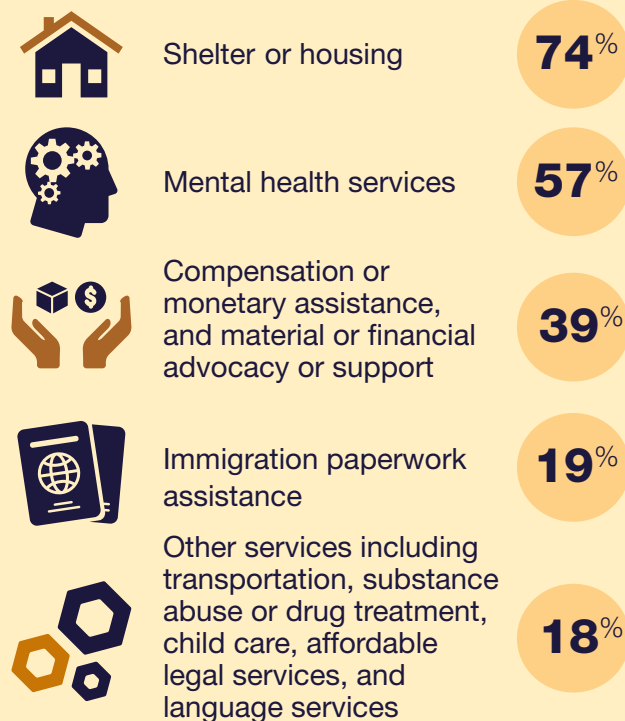 Shelter or housing
74%
Mental health services
57%
Compensation or
monetary assistance,
and material or financial
advocacy or support
39%
Immigration paperwork
assistance
19%
Other services including
transportation, substance
abuse or drug treatment,
child care, affordable
legal services, and
language services
18%
$